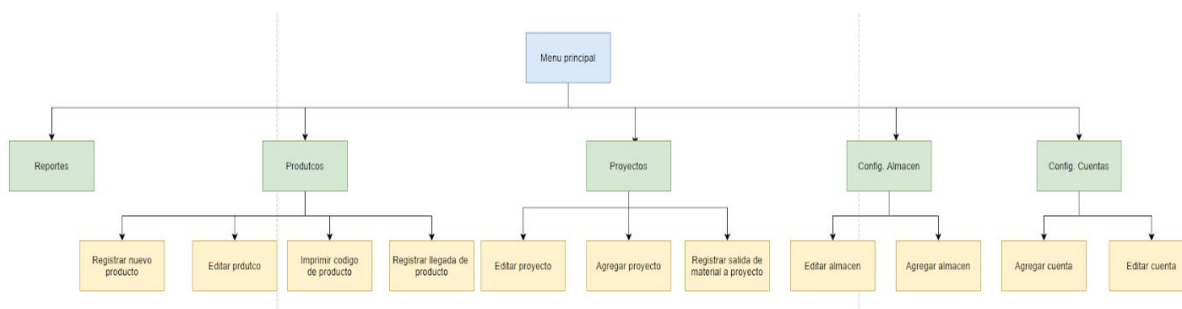 Menu principal
Reportes
Produtcos
Proyectos
Config. Almacen
Config. Cuentas
Registrar nuevo
producto
Editar prdutco
Imprimir codigo
de producto
Registrar llegada de
producto
Editar proyecto
Agregar proyecto
Registrar salida de
material a proyecto
Editar almacen
Agregar almacen
Agregar cuenta
Editar cuenta